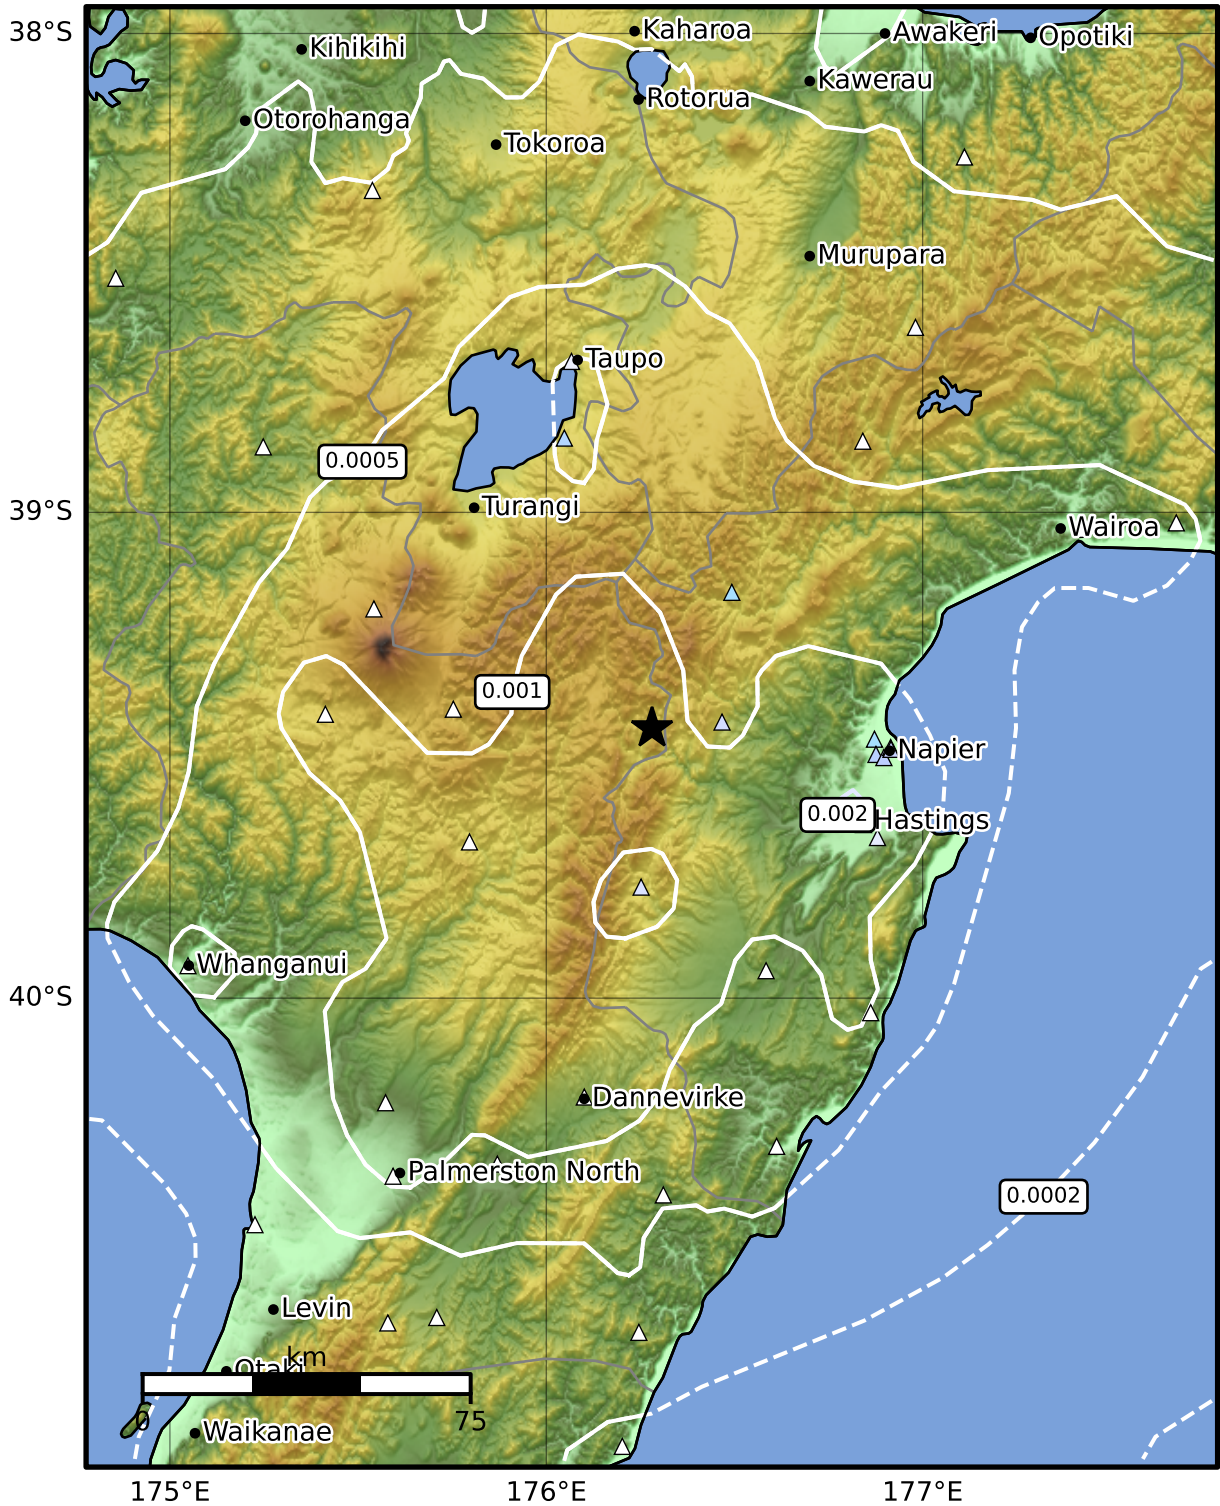 38°S
Kaharoa
Awakeri
Opotiki
Kihikihi
Kawerau
Rotorua
Otorohanga
Tokoroa
Murupara
Taupo
0.0005
39°S
Turangi
Wairoa
0.001
Napier
0.002
Hastings
Whanganui
40°S
Dannevirke
Palmerston North
0.0002
Levin
km
Otaki
0
75
Waikanae
175°E
176°E
177°E